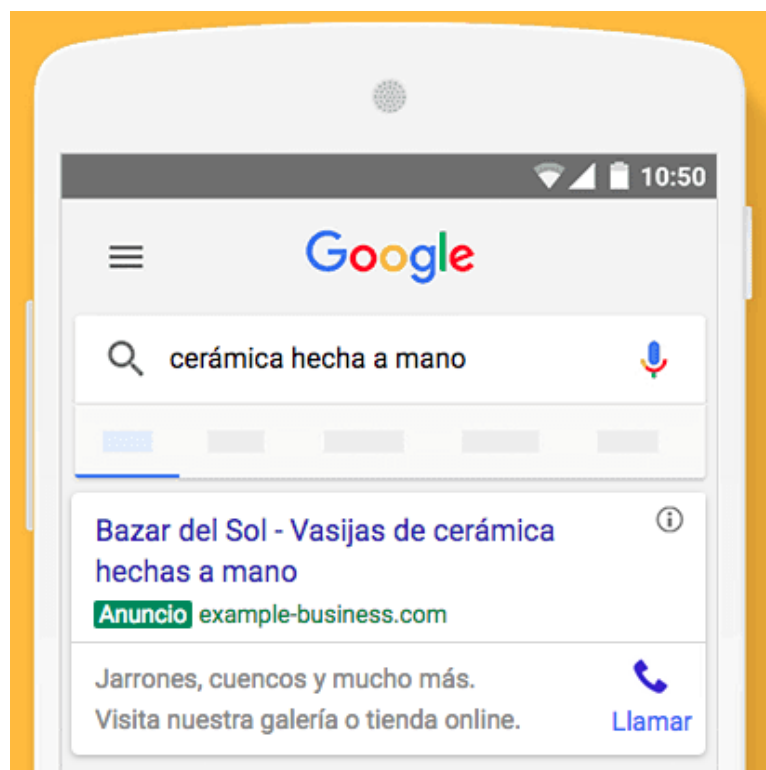 10:50
Google
cerámica hecha a mano
Bazar del Sol - Vasijas de cerámica
hechas a mano
Anuncio example-business.com
Jarrones, cuencos y mucho más.
Visita nuestra galería o tienda online.
Llamar